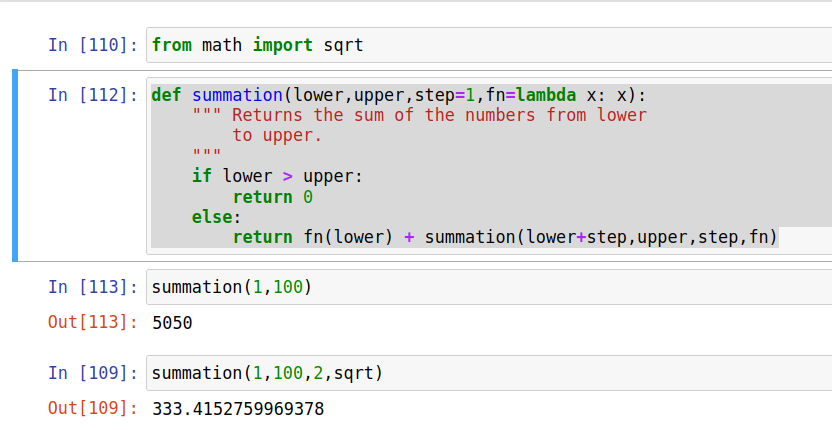 In [110]: from math import sqrt
In [112]: def summation(lower,upper,step=1,fn=lambda x: x):
    """ Returns the sum of the numbers from lower
        to upper.
    """
    if lower > upper:
        return 0
    else:
        return fn(lower) + summation(lower+step,upper,step,fn)
In [113]: summation(1,100)
Out[113]: 5050
In [109]: summation(1,100,2,sqrt)
Out[109]: 333.4152759969378